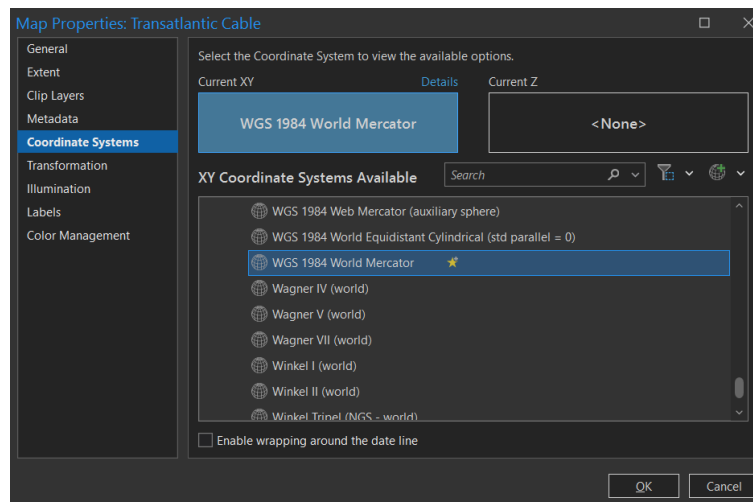 Map Properties: Transatlantic Cable
General
Extent
Clip Layers
Metadata
Coordinate Systems
Transformation
Illumination
Labels
Color Management
Select the Coordinate System to view the available options.
Current XY Details Current Z
WGS 1984 World Mercator <None>
XY Coordinate Systems Available Search
WGS 1984 Web Mercator (auxiliary sphere)
WGS 1984 World Equidistant Cylindrical (std parallel = 0)
WGS 1984 World Mercator
Wagner IV (world)
Wagner V (world)
Wagner VII (world)
Winkel I (world)
Winkel II (world)
Winkel Tripel (NGS - world)
Enable wrapping around the date line
OK Cancel